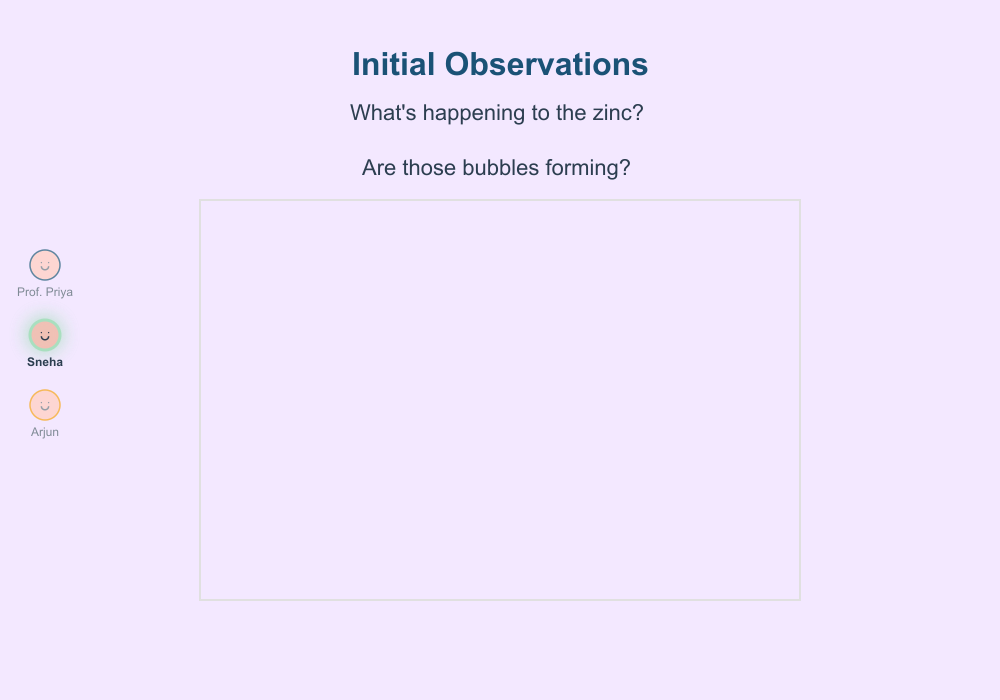 Initial Observations
What's happening to the zinc?
Are those bubbles forming?
Prof. Priya
Sneha
Arjun